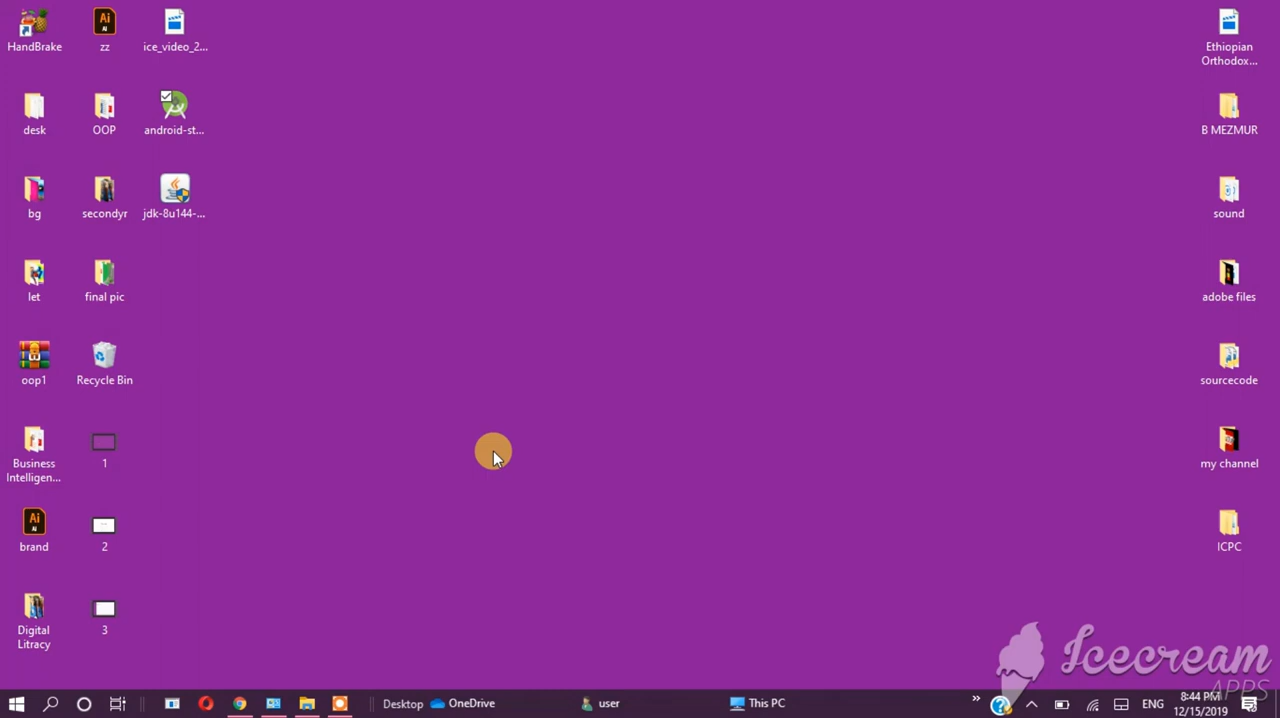 HandBrake
zz
ice_video_2...
desk
OOP
android-st...
bg
secondyr
jdk-8u144-...
let
final pic
oop1
Recycle Bin
Business
Intelligen...
1
brand
2
Digital
Litracy
3
Ethiopian
Orthodox...
B MEZMUR
sound
adobe files
sourcecode
my channel
ICPC
Icecream
APPS
Desktop
OneDrive
user
This PC
ENG
8:44 PM
12/15/2019